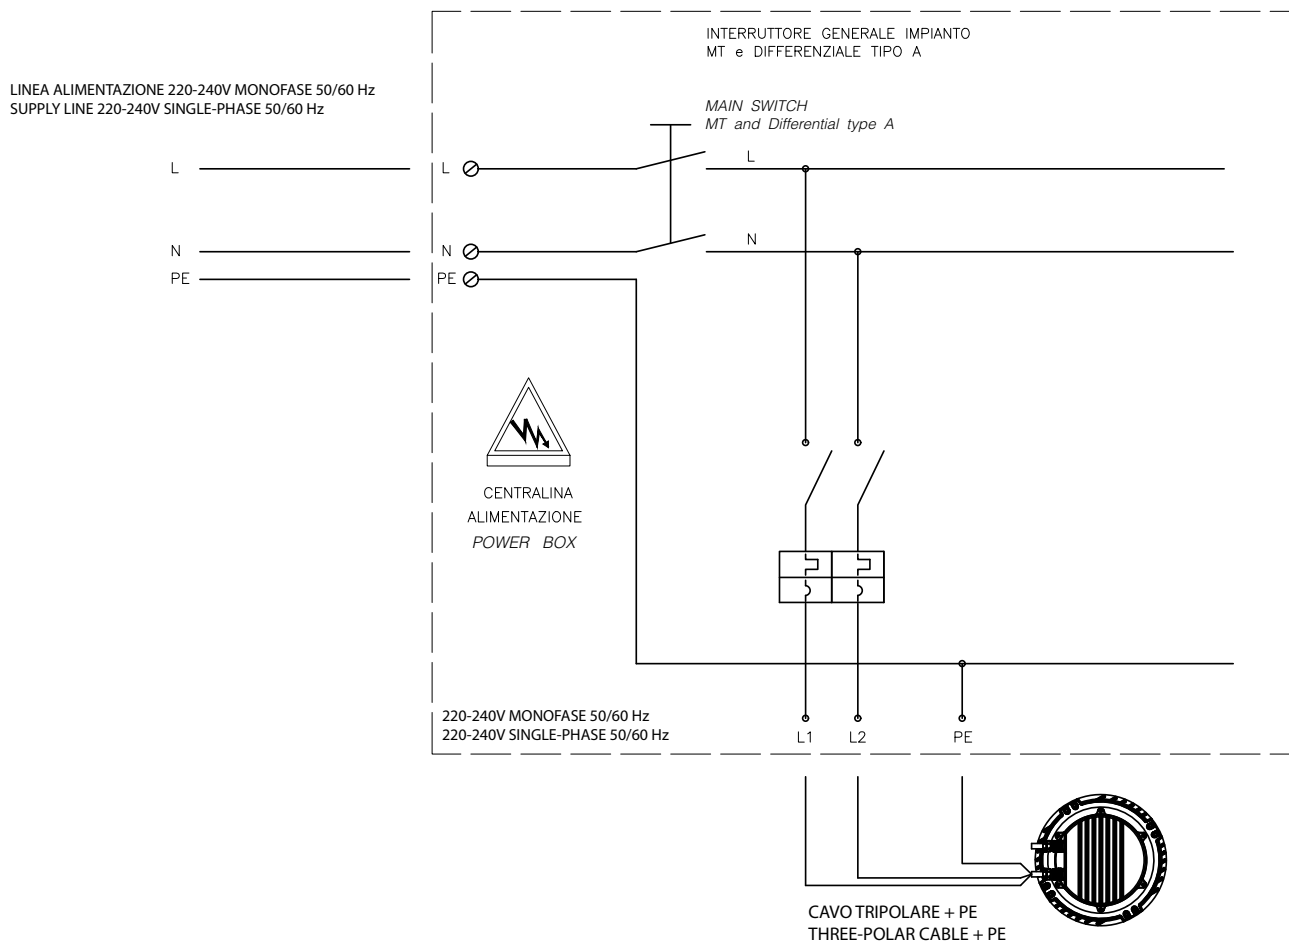 INTERRUTTORE GENERALE IMPIANTO
MT e DIFFERENZIALE TIPO A
LINEA ALIMENTAZIONE 220-240V MONOFASE 50/60 Hz
SUPPLY LINE 220-240V SINGLE-PHASE 50/60 Hz
MAIN SWITCH
MT and Differential type A
L
L
L
N
N
N
PE
PE
CENTRALINA
ALIMENTAZIONE
POWER BOX
220-240V MONOFASE 50/60 Hz
220-240V SINGLE-PHASE 50/60 Hz
L1
L2
PE
CAVO TRIPOLARE + PE
THREE-POLAR CABLE + PE